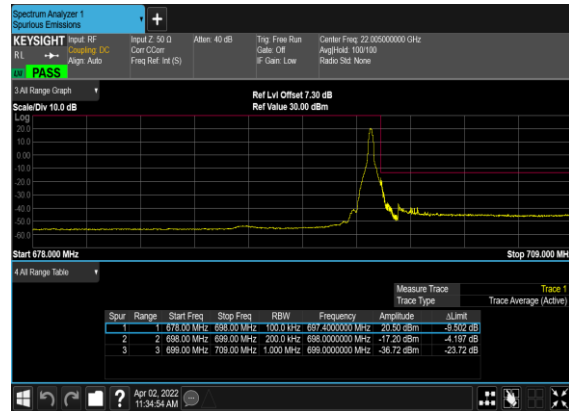 Spectrum Analyzer 1
Spurious Emissions
KEYSIGHT Input: RF Input Z: 50 Ω Atten: 40 dB Trig: Free Run Center Freq: 22.005000000 GHz
RL Coupling: DC Corr CCorr Gate: Off Avg|Hold: 100/100
Align: Auto Freq Ref: Int (S) IF Gain: Low Radio Std: None
PASS
3.All Range Graph
Ref Lvl Offset 7.30 dB
Scale/Div 10.0 dB Ref Value 30.00 dBm
Log
20.0
10.0
0.00
-10.0
-20.0
-30.0
-40.0
-50.0
-60.0
Start 678.000 MHz Stop 709.000 MHz
4.All Range Table
Measure Trace Trace 1
Trace Type Trace Average (Active)
Spur Range Start Freq Stop Freq RBW Frequency Amplitude ΔLimit
1 1 678.00 MHz 698.00 MHz 100.0 kHz 697.4000000 MHz 20.50 dBm -9.502 dB
2 2 698.00 MHz 699.00 MHz 200.0 kHz 698.0000000 MHz -17.20 dBm -4.197 dB
3 3 699.00 MHz 709.00 MHz 1.000 MHz 699.0000000 MHz -36.72 dBm -23.72 dB
? Apr 02, 2022
11:34:54 AM